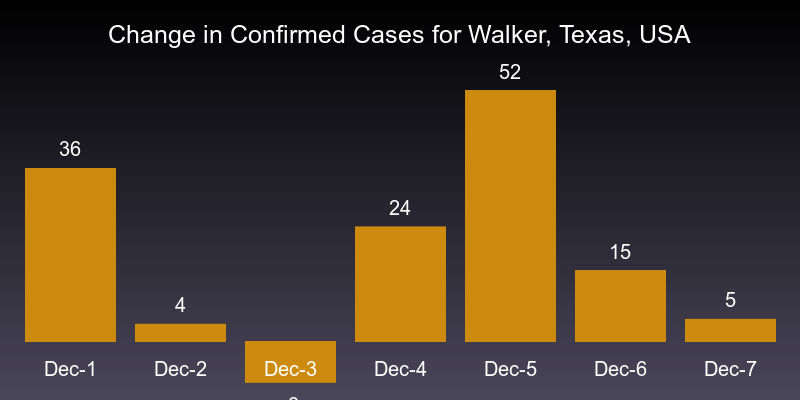 Change in Confirmed Cases for Walker, Texas, USA
36
4
24
52
15
5
Dec-1
Dec-2
Dec-3
Dec-4
Dec-5
Dec-6
Dec-7